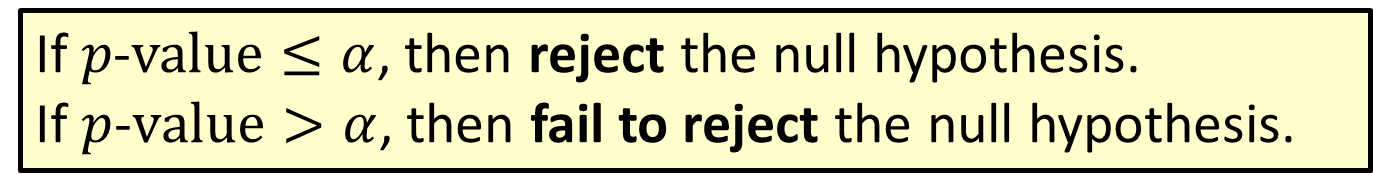 If p-value ≤ α, then reject the null hypothesis.
If p-value > α, then fail to reject the null hypothesis.